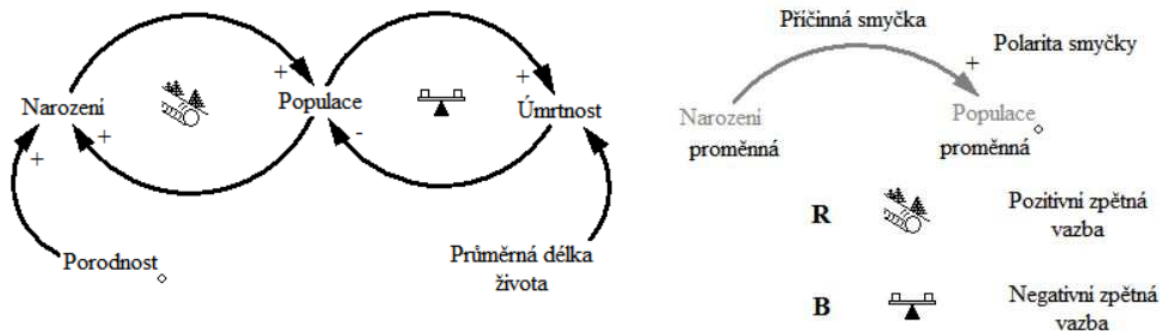 Narození
+
+
+
Populace
+
-
Úmrtnost
Porodnost
Průměrná délka
života
Příčinná smyčka
+
Polarita smyčky
Narození
proměnná
Populace
proměnná
R
Pozitivní zpětná
vazba
B
Negativní zpětná
vazba